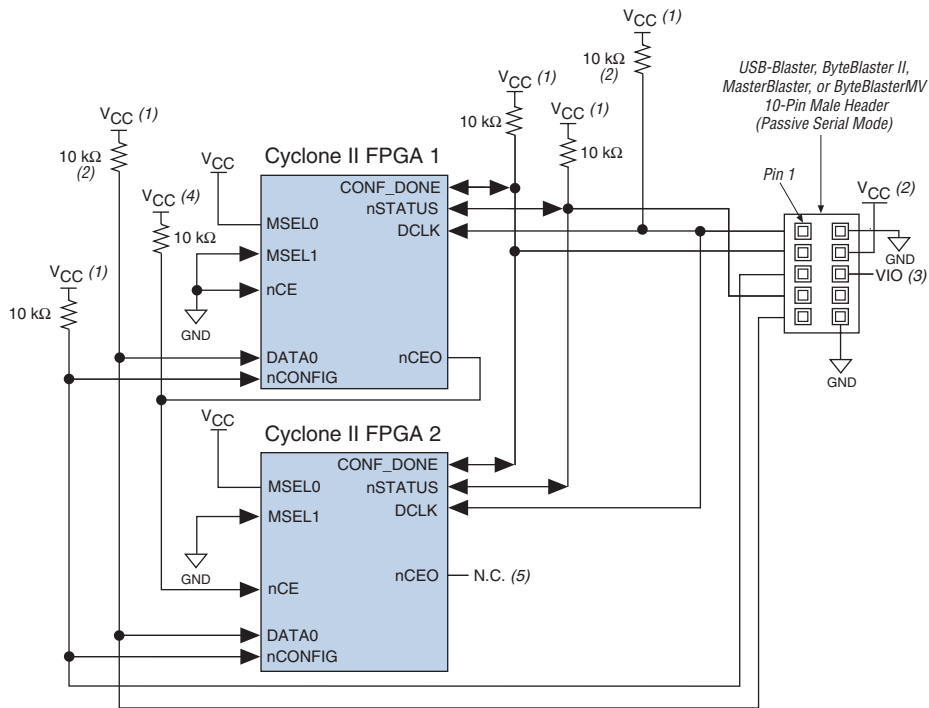 VCC (1)
10 kΩ
(2)
VCC (1)
10 kΩ
VCC (1)
10 kΩ
USB-Blaster, ByteBlaster II,
MasterBlaster, or ByteBlasterMV
10-Pin Male Header
(Passive Serial Mode)
VCC (1)
10 kΩ
(2)
VCC
VCC (4)
10 kΩ
VCC (1)
10 kΩ
Cyclone II FPGA 1
CONF_DONE
nSTATUS
DCLK
MSEL0
MSEL1
nCE
GND
DATA0
nCONFIG
nCEO
Pin 1
VCC (2)
GND
VIO (3)
GND
VCC
Cyclone II FPGA 2
CONF_DONE
nSTATUS
DCLK
MSEL0
MSEL1
GND
nCE
nCEO
N.C. (5)
DATA0
nCONFIG